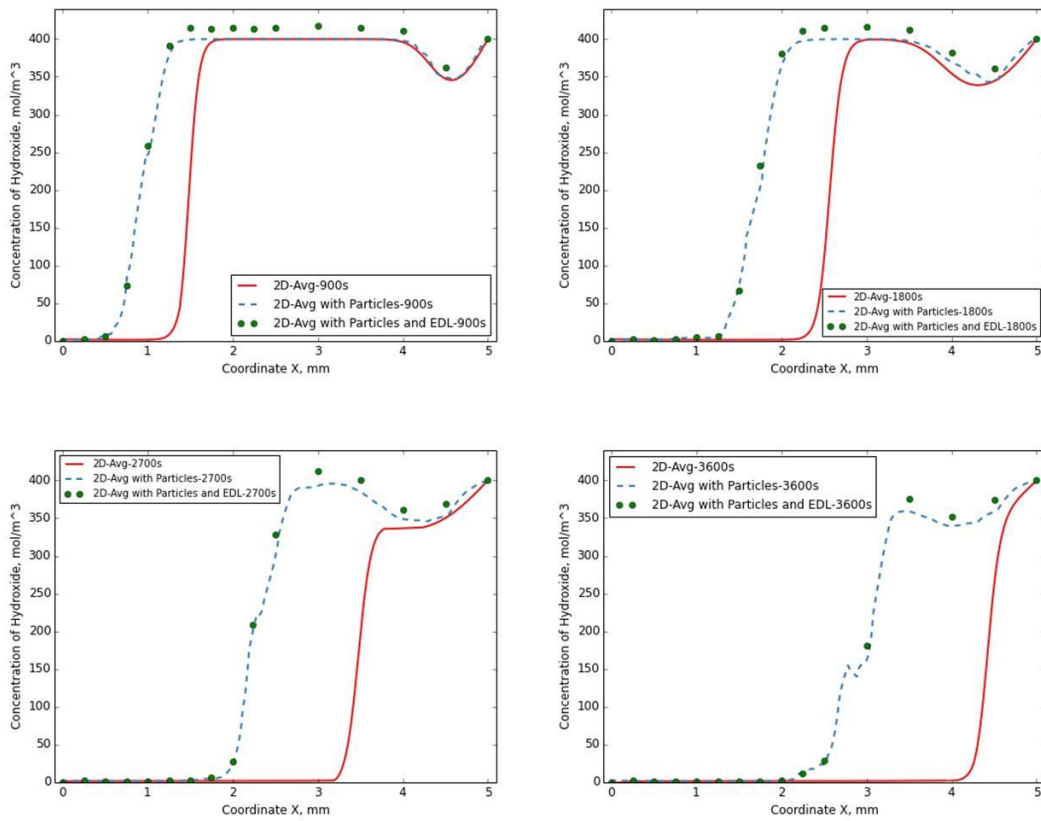 Concentration of Hydroxide, mol/m^3
400
350
300
250
200
150
100
50
0
0 1 2 3 4 5
Coordinate X, mm
2D-Avg-900s
2D-Avg with Particles-900s
2D-Avg with Particles and EDL-900s
Concentration of Hydroxide, mol/m^3
400
350
300
250
200
150
100
50
0
0 1 2 3 4 5
Coordinate X, mm
2D-Avg-1800s
2D-Avg with Particles-1800s
2D-Avg with Particles and EDL-1800s
Concentration of Hydroxide, mol/m^3
400
350
300
250
200
150
100
50
0
0 1 2 3 4 5
Coordinate X, mm
2D-Avg-2700s
2D-Avg with Particles-2700s
2D-Avg with Particles and EDL-2700s
Concentration of Hydroxide, mol/m^3
400
350
300
250
200
150
100
50
0
0 1 2 3 4 5
Coordinate X, mm
2D-Avg-3600s
2D-Avg with Particles-3600s
2D-Avg with Particles and EDL-3600s